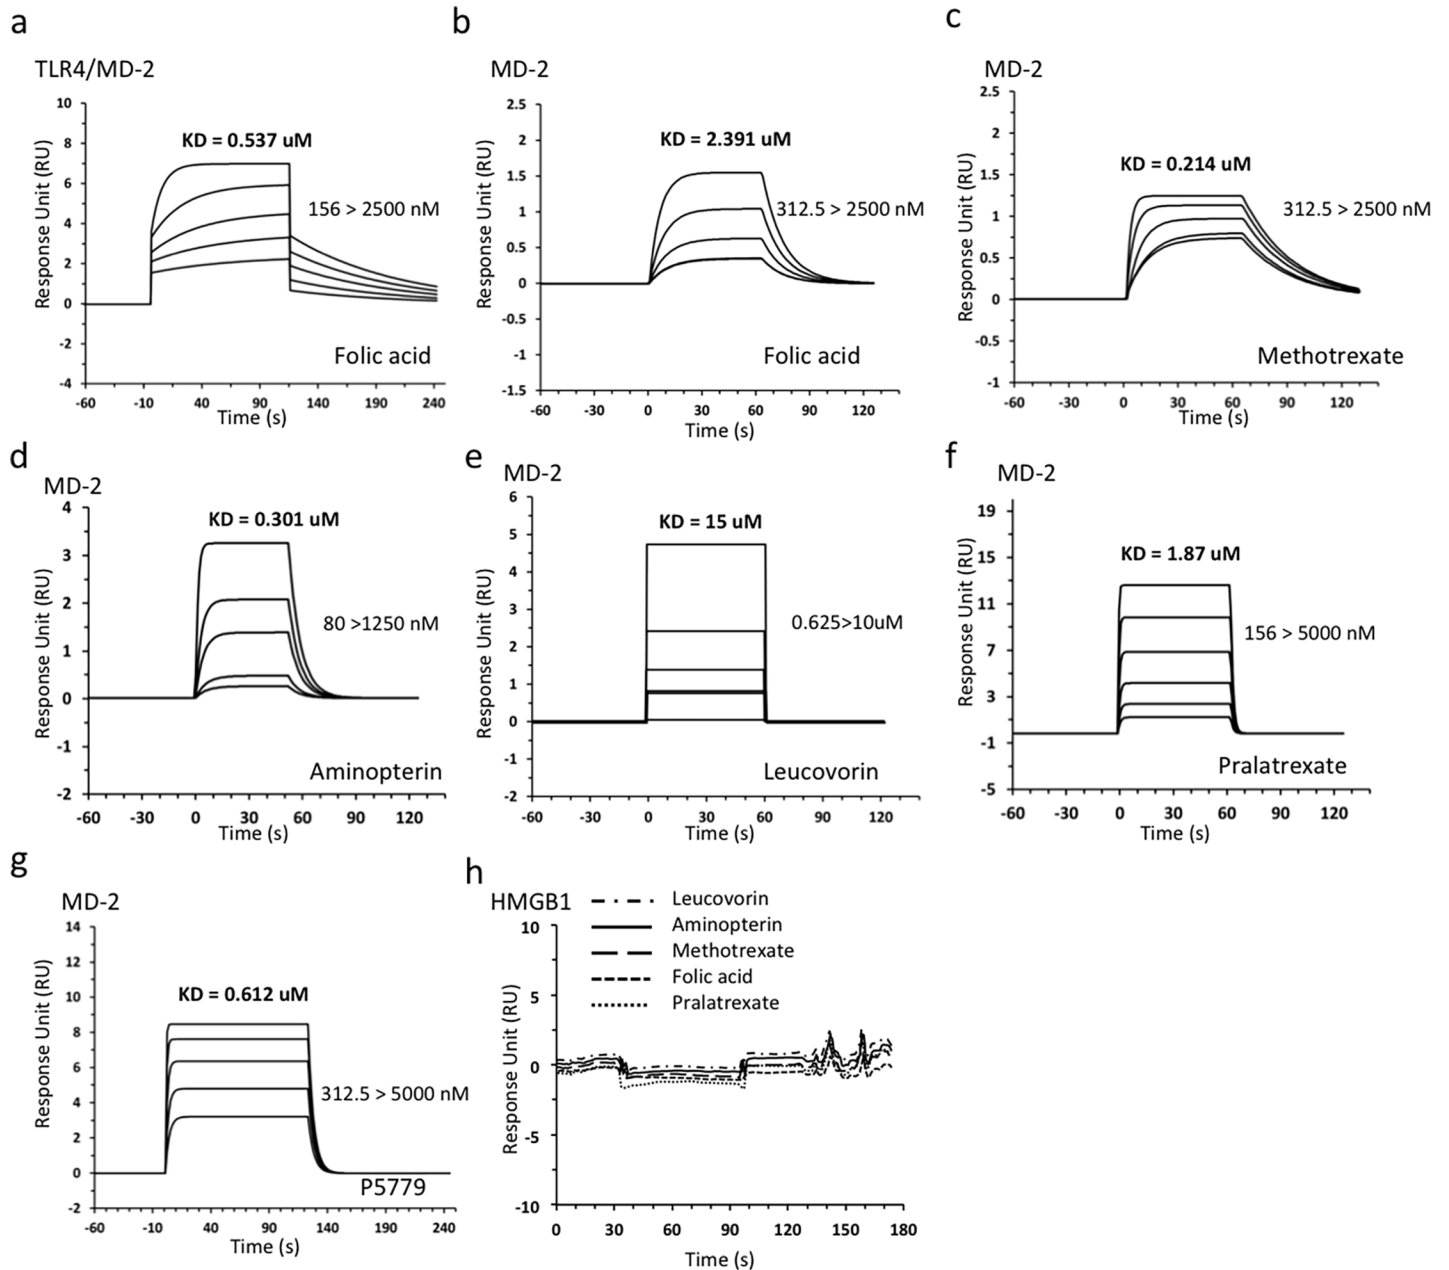 a
TLR4/MD-2
10
8
6
4
2
0
-2
-4
Response Unit (RU)
KD = 0.537 uM
156 > 2500 nM
Folic acid
-60 -10 40 90 140 190 240
Time (s)
b
MD-2
2.5
2
1.5
1
0.5
0
-0.5
-1
-1.5
Response Unit (RU)
KD = 2.391 uM
312.5 > 2500 nM
Folic acid
-60 -30 0 30 60 90 120
Time (s)
c
MD-2
2.5
2
1.5
1
0.5
0
-0.5
-1
Response Unit (RU)
KD = 0.214 uM
312.5 > 2500 nM
Methotrexate
-60 -30 0 30 60 90 120
Time (s)
d
MD-2
4
3
2
1
0
-1
-2
Response Unit (RU)
KD = 0.301 uM
80 >1250 nM
Aminopterin
-60 -30 0 30 60 90 120
Time (s)
e
MD-2
6
5
4
3
2
1
0
-1
-2
Response Unit (RU)
KD = 15 uM
0.625>10uM
Leucovorin
-60 -30 0 30 60 90 120
Time (s)
f
MD-2
19
15
11
7
3
-1
-5
Response Unit (RU)
KD = 1.87 uM
156 > 5000 nM
Pralatrexate
-60 -30 0 30 60 90 120
Time (s)
g
MD-2
14
12
10
8
6
4
2
0
-2
Response Unit (RU)
KD = 0.612 uM
312.5 > 5000 nM
P5779
-60 -10 40 90 140 190 240
Time (s)
h
HMGB1
Leucovorin
Aminopterin
Methotrexate
Folic acid
Pralatrexate
10
5
0
-5
-10
Response Unit (RU)
0 30 60 90 120 150 180
Time (s)